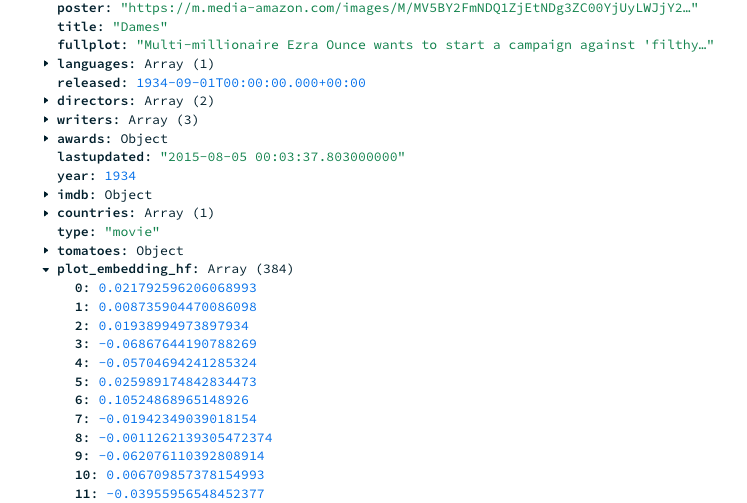 poster: "https://m.media-amazon.com/images/M/MV5BY2FmNDQ1ZjEtNDg3ZC00YjUyLWJjY2…"
title: "Dames"
fullplot: "Multi-millionaire Ezra Ounce wants to start a campaign against 'filthy…"
languages: Array (1)
released: 1934-09-01T00:00:00.000+00:00
directors: Array (2)
writers: Array (3)
awards: Object
lastupdated: "2015-08-05 00:03:37.803000000"
year: 1934
imdb: Object
countries: Array (1)
type: "movie"
tomatoes: Object
plot_embedding_hf: Array (384)
0: 0.021792596206068993
1: 0.008735904470086098
2: 0.01938994973897934
3: -0.06867644190788269
4: -0.05704694241285324
5: 0.025989174842834473
6: 0.10524868965148926
7: -0.01942349039018154
8: -0.0011262139305472374
9: -0.062076110392808914
10: 0.006709857378154993
11: -0.03955956548452377